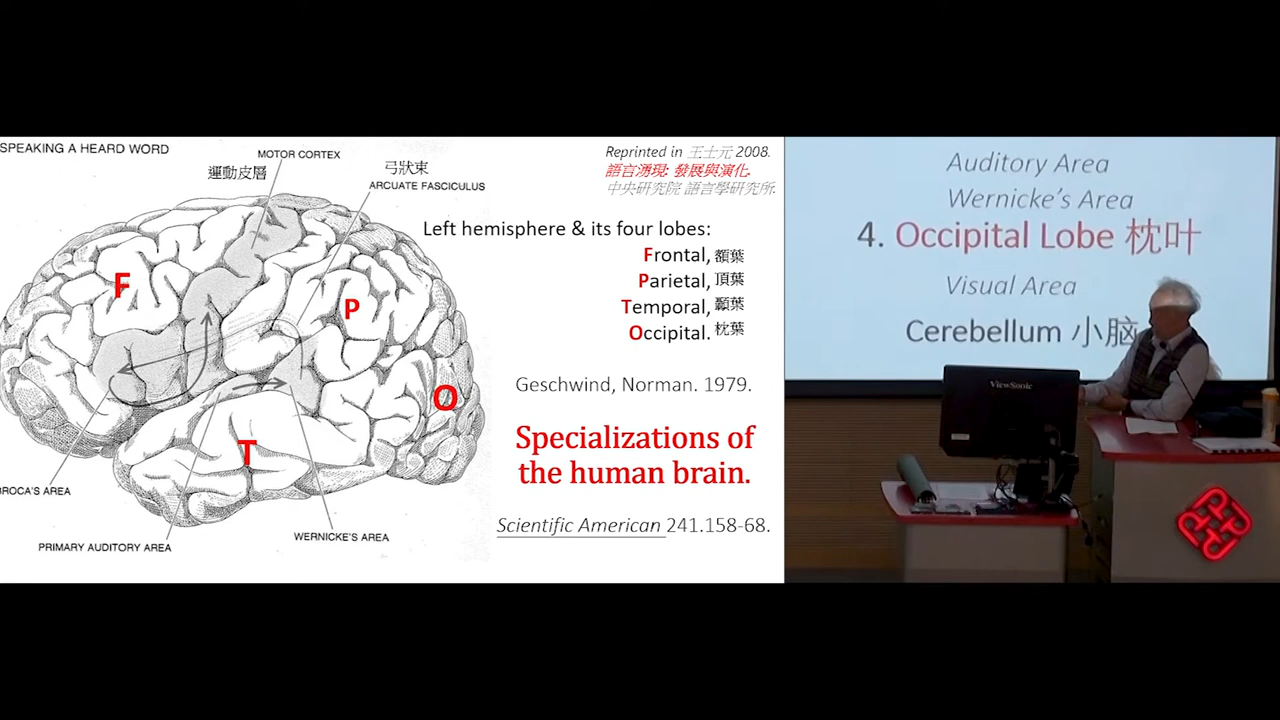 SPEAKING A HEARD WORD
MOTOR CORTEX
運動皮層
弓狀束
ARCUATE FASCICULUS
F
P
T
O
BROCA'S AREA
PRIMARY AUDITORY AREA
WERNICKE'S AREA
Reprinted in 王士元 2008.
語言湧現: 發展與演化.
中央研究院 語言學研究所.
Left hemisphere & its four lobes:
Frontal, 額葉
Parietal, 頂葉
Temporal, 顳葉
Occipital. 枕葉
Geschwind, Norman. 1979.
Specializations of
the human brain.
Scientific American 241.158-68.
Auditory Area
Wernicke's Area
4. Occipital Lobe 枕叶
Visual Area
Cerebellum 小脑
ViewSonic